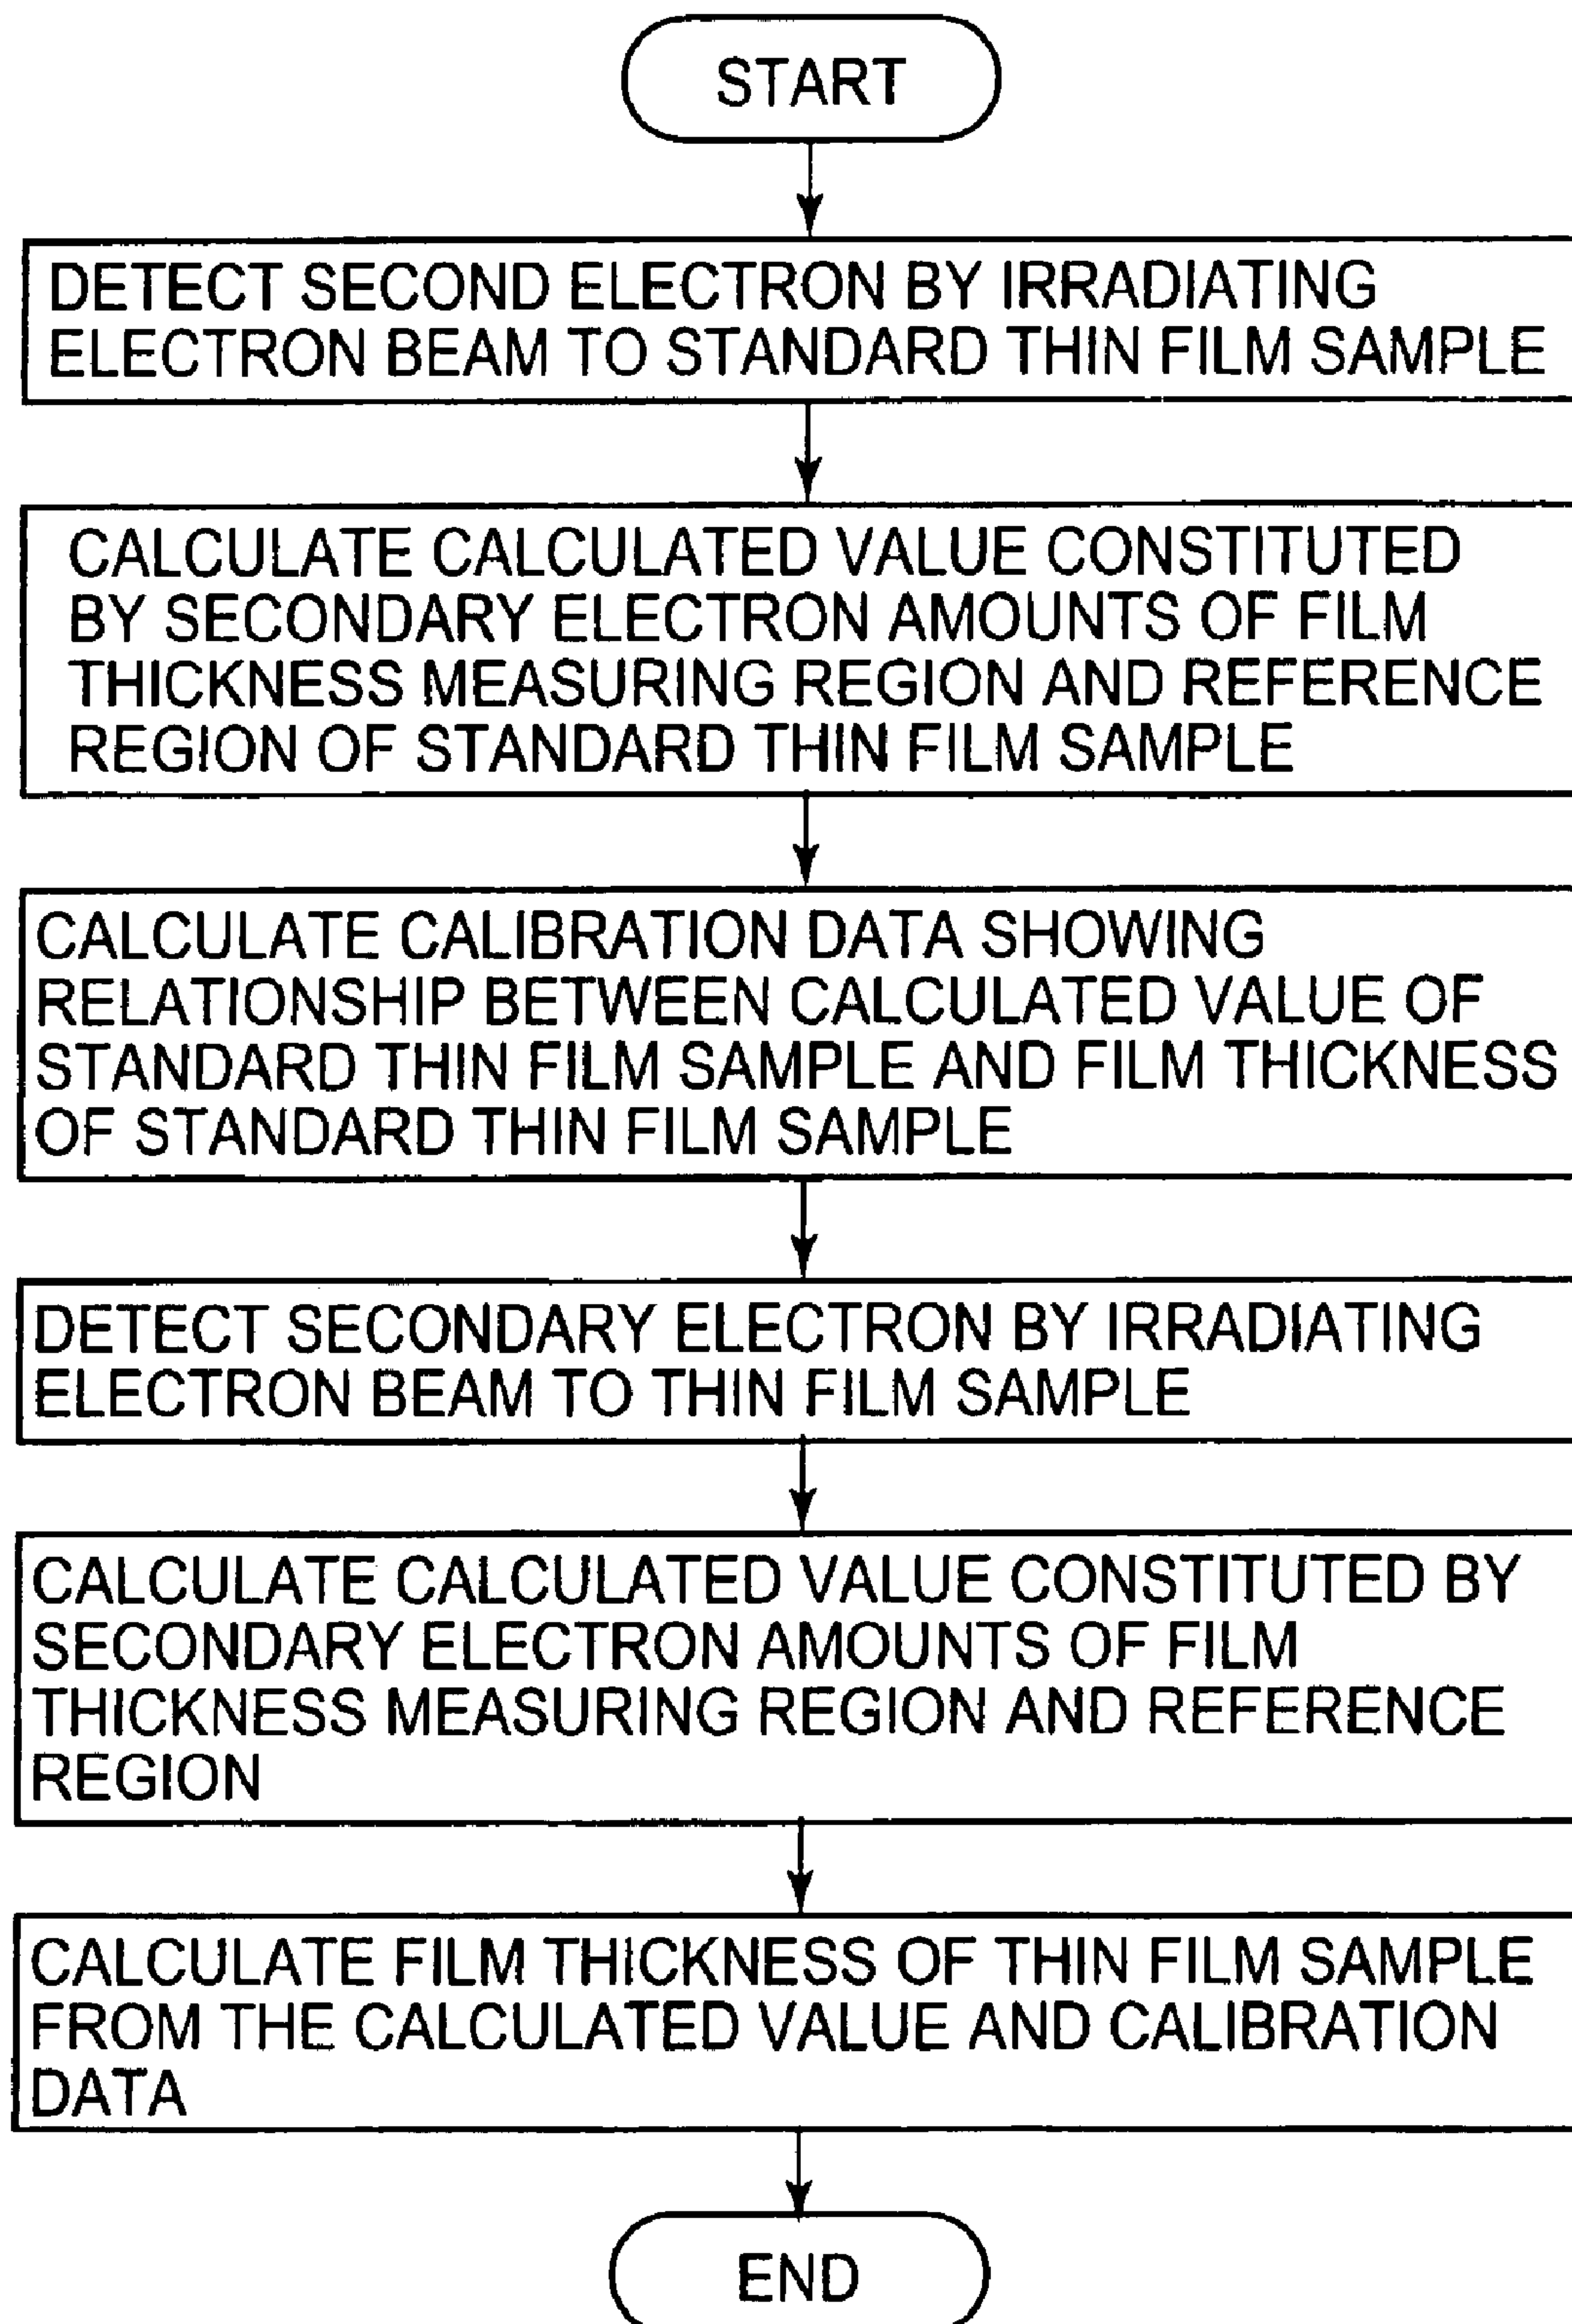 START
DETECT SECOND ELECTRON BY IRRADIATING
ELECTRON BEAM TO STANDARD THIN FILM SAMPLE
CALCULATE CALCULATED VALUE CONSTITUTED
BY SECONDARY ELECTRON AMOUNTS OF FILM
THICKNESS MEASURING REGION AND REFERENCE
REGION OF STANDARD THIN FILM SAMPLE
CALCULATE CALIBRATION DATA SHOWING
RELATIONSHIP BETWEEN CALCULATED VALUE OF
STANDARD THIN FILM SAMPLE AND FILM THICKNESS
OF STANDARD THIN FILM SAMPLE
DETECT SECONDARY ELECTRON BY IRRADIATING
ELECTRON BEAM TO THIN FILM SAMPLE
CALCULATE CALCULATED VALUE CONSTITUTED BY
SECONDARY ELECTRON AMOUNTS OF FILM
THICKNESS MEASURING REGION AND REFERENCE
REGION
CALCULATE FILM THICKNESS OF THIN FILM SAMPLE
FROM THE CALCULATED VALUE AND CALIBRATION
DATA
END